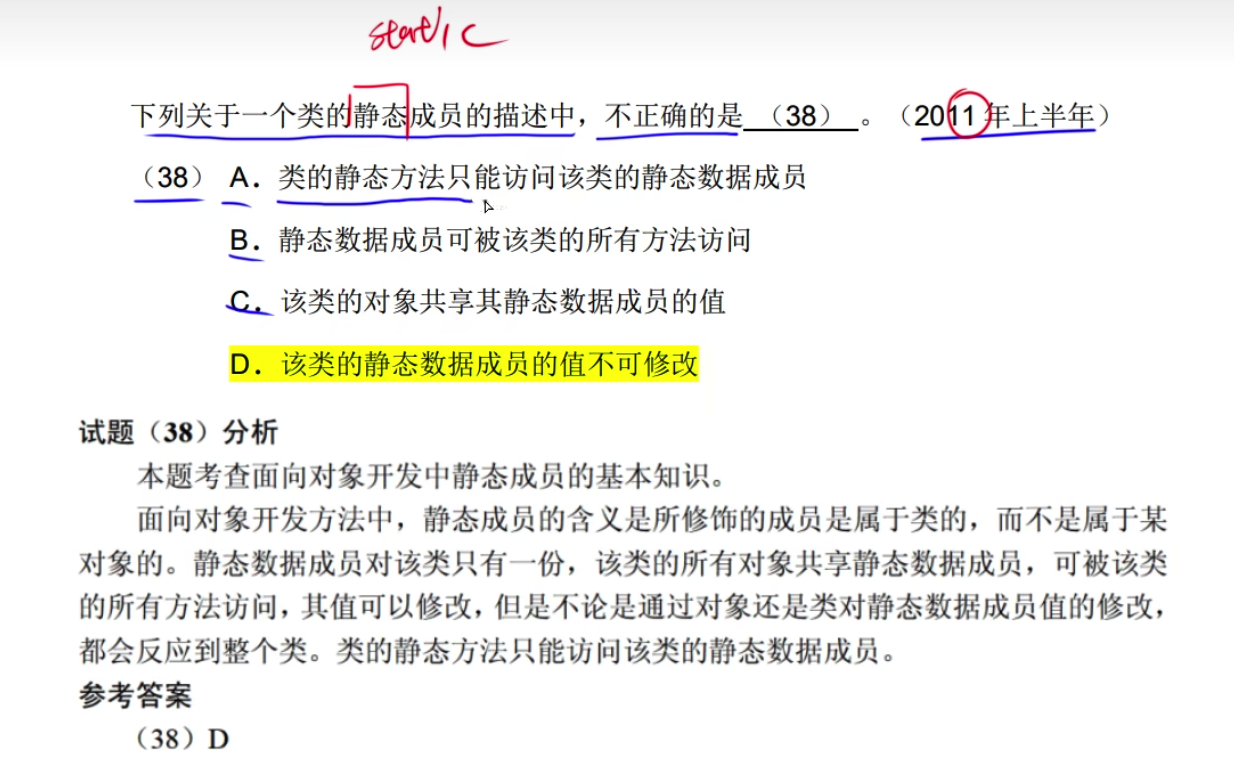 static
下列关于一个类的静态成员的描述中，不正确的是 （38） 。（2011年上半年）
（38） A．类的静态方法只能访问该类的静态数据成员
B．静态数据成员可被该类的所有方法访问
C．该类的对象共享其静态数据成员的值
D．该类的静态数据成员的值不可修改
试题（38）分析
本题考查面向对象开发中静态成员的基本知识。
面向对象开发方法中，静态成员的含义是所修饰的成员是属于类的，而不是属于某
对象的。静态数据成员对该类只有一份，该类的所有对象共享静态数据成员，可被该类
的所有方法访问，其值可以修改，但是不论是通过对象还是类对静态数据成员值的修改，
都会反应到整个类。类的静态方法只能访问该类的静态数据成员。
参考答案
（38）D